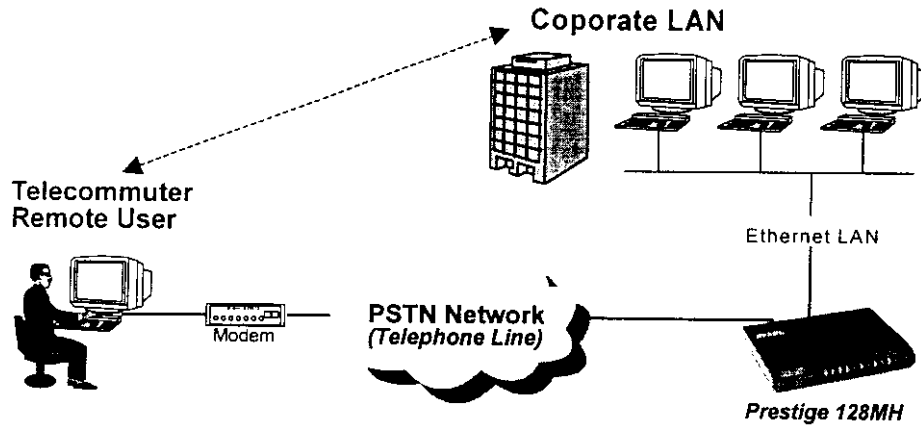 Coporate LAN
Telecommuter
Remote User
Ethernet LAN
Modem
PSTN Network
(Telephone Line)
Prestige 128MH